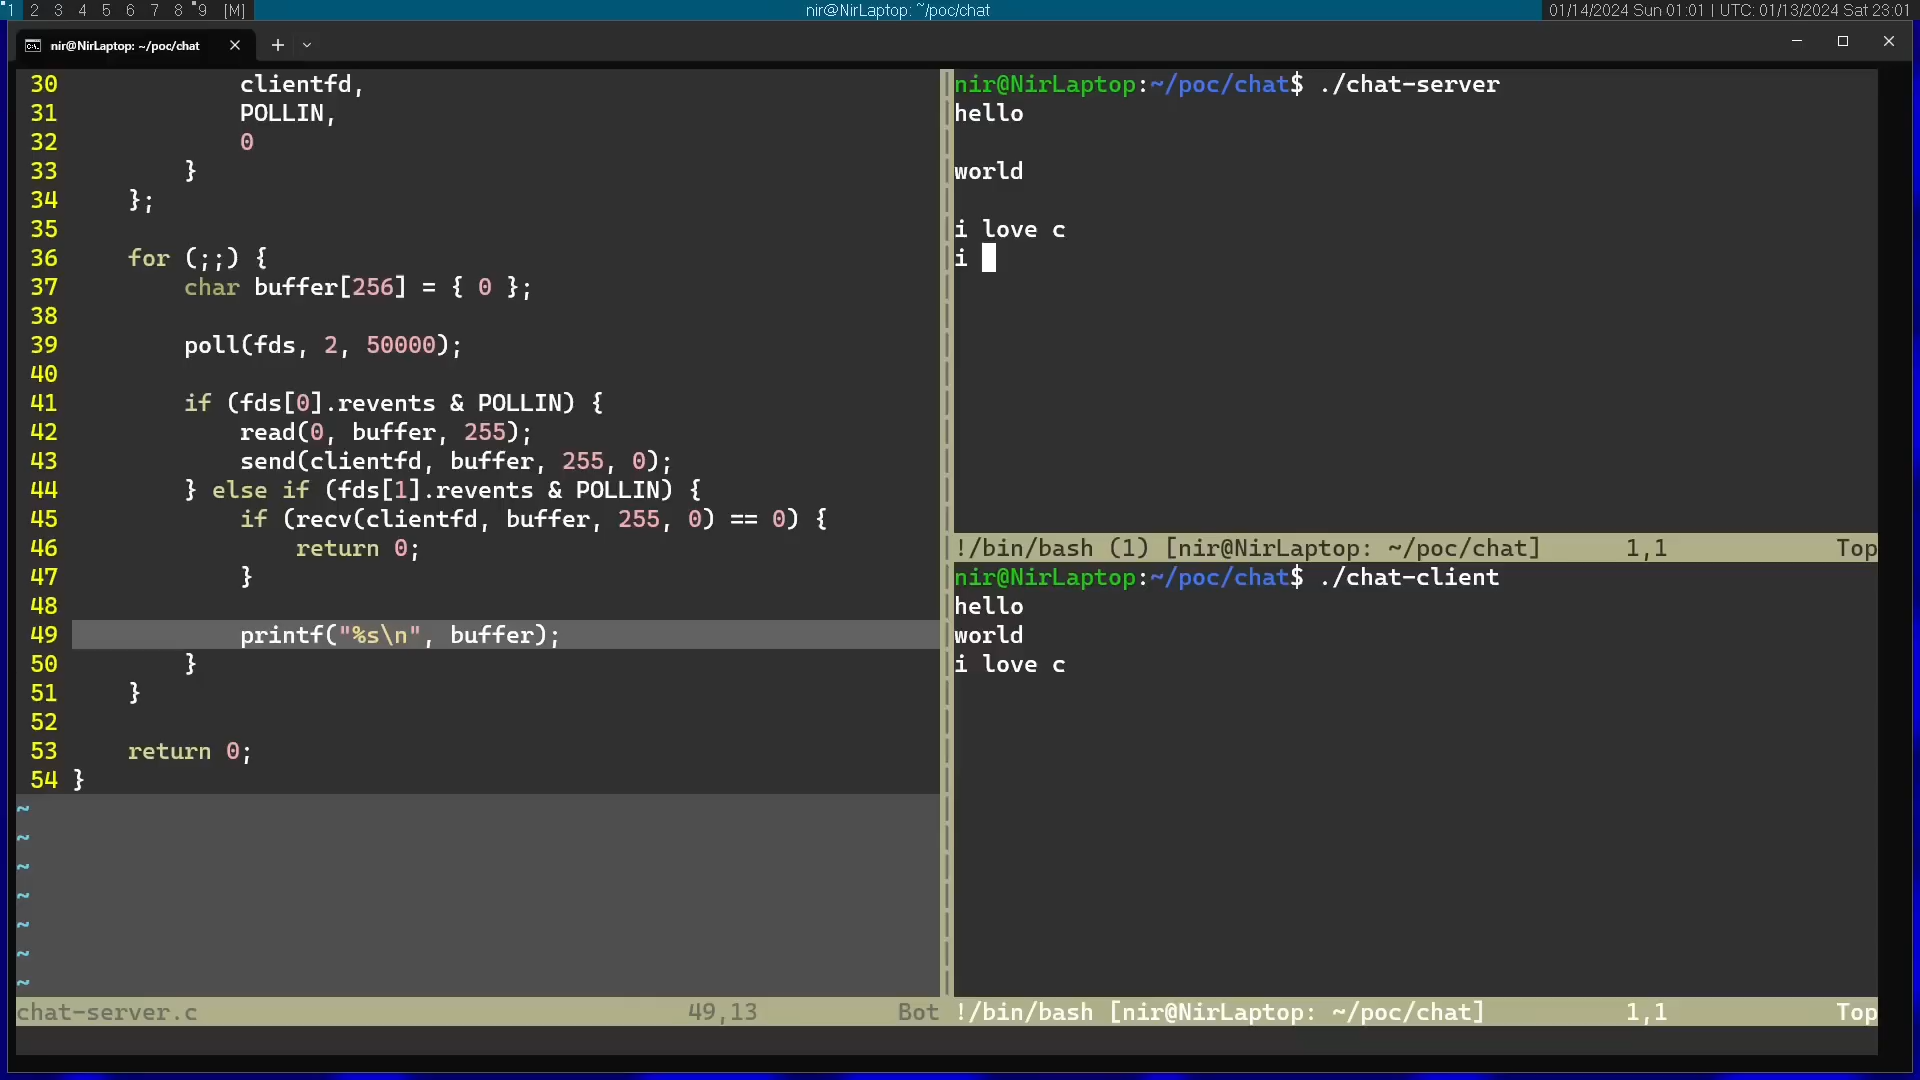 1 2 3 4 5 6 7 8 9 [M]
nir@NirLaptop: ~/poc/chat
01/14/2024 Sun 01:01 | UTC: 01/13/2024 Sat 23:01
nir@NirLaptop: ~/poc/chat
30 clientfd,
31 POLLIN,
32 0
33 }
34 };
35
36 for (;;) {
37 char buffer[256] = { 0 };
38
39 poll(fds, 2, 50000);
40
41 if (fds[0].revents & POLLIN) {
42 read(0, buffer, 255);
43 send(clientfd, buffer, 255, 0);
44 } else if (fds[1].revents & POLLIN) {
45 if (recv(clientfd, buffer, 255, 0) == 0) {
46 return 0;
47 }
48
49 printf("%s\n", buffer);
50 }
51 }
52
53 return 0;
54 }
~
~
~
~
~
~
~
chat-server.c 49,13 Bot
nir@NirLaptop:~/poc/chat$ ./chat-server
hello
world
i love c
i
!/bin/bash (1) [nir@NirLaptop: ~/poc/chat] 1,1 Top
nir@NirLaptop:~/poc/chat$ ./chat-client
hello
world
i love c
!/bin/bash [nir@NirLaptop: ~/poc/chat] 1,1 Top